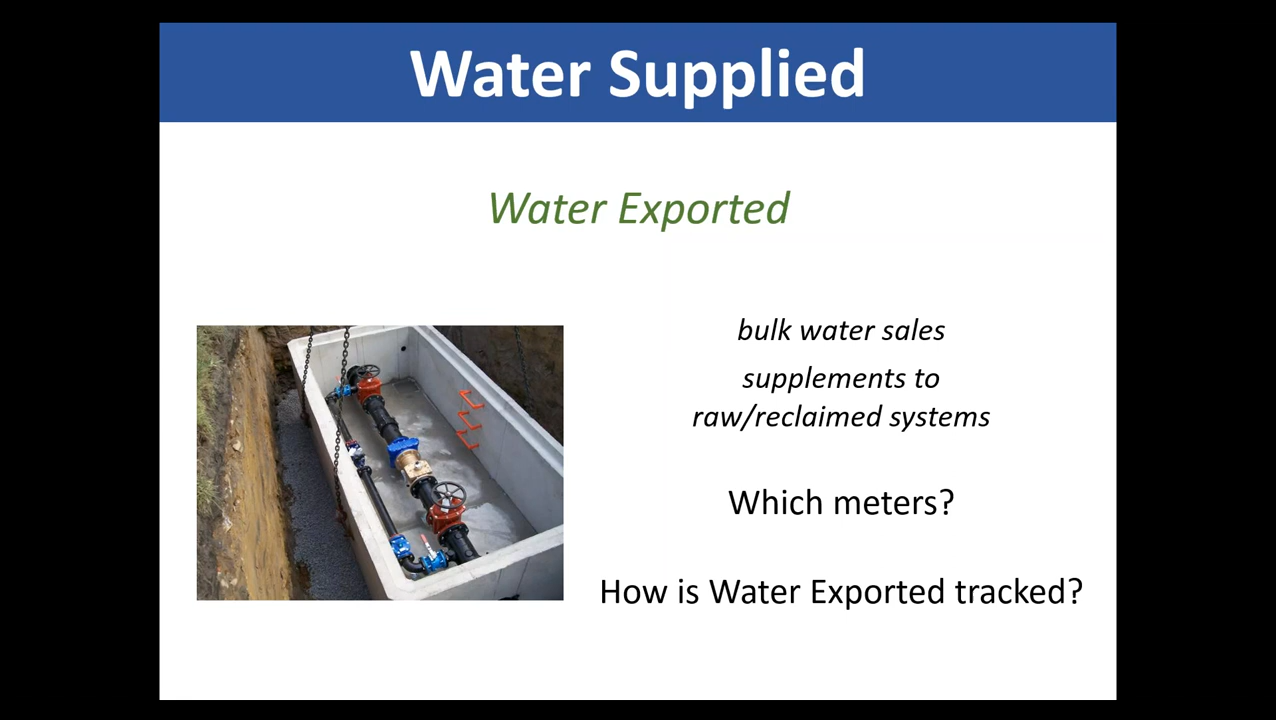 Water Supplied
Water Exported
bulk water sales
supplements to
raw/reclaimed systems
Which meters?
How is Water Exported tracked?